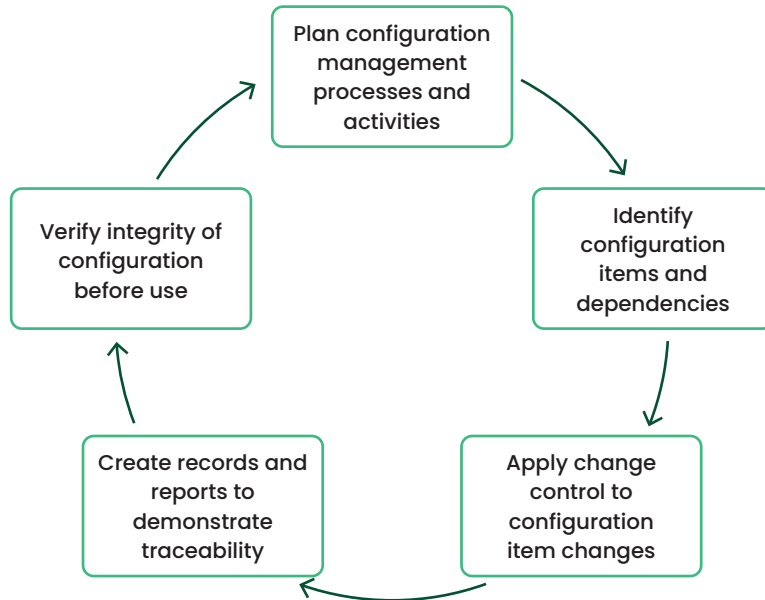 Plan configuration
management
processes and
activities
Identify
configuration
items and
dependencies
Apply change
control to
configuration
item changes
Create records and
reports to
demonstrate
traceability
Verify integrity of
configuration
before use